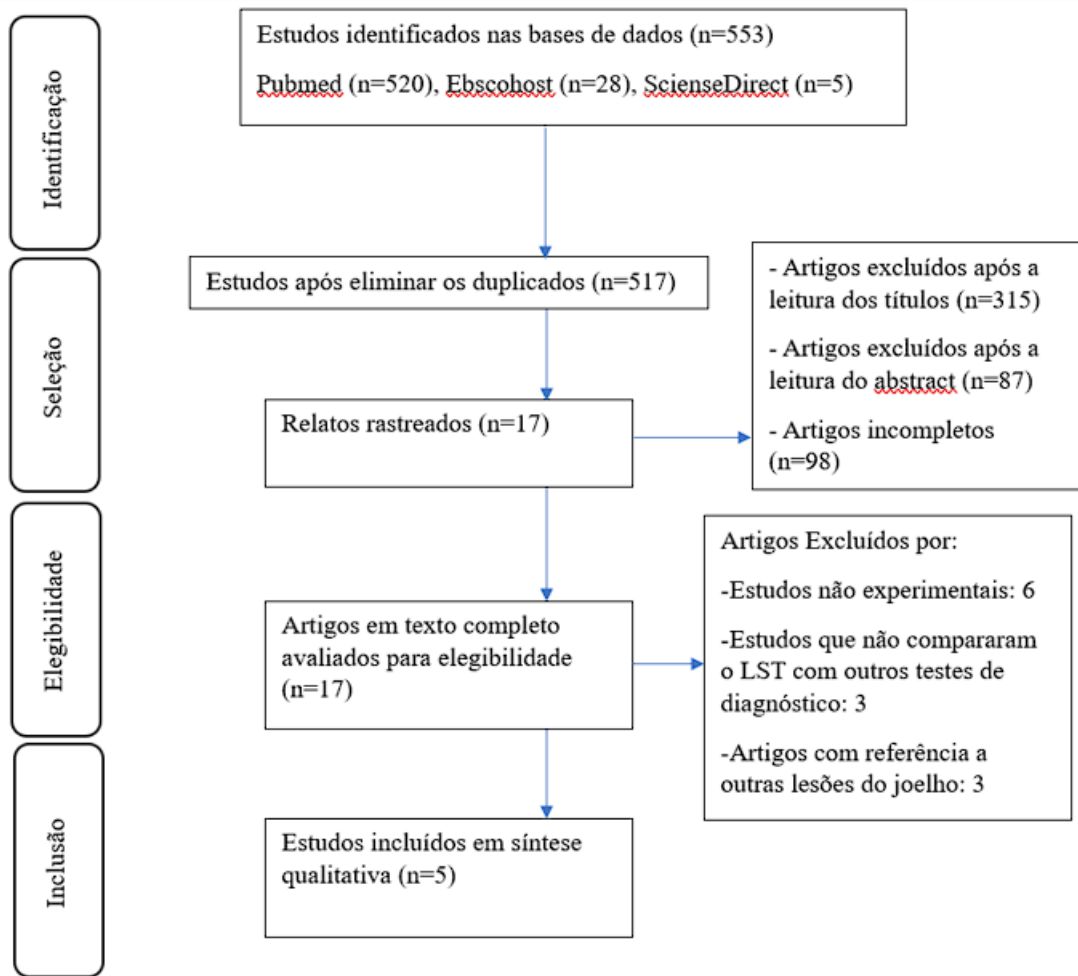 Identificação
Estudos identificados nas bases de dados (n=553)
Pubmed (n=520), Ebscohost (n=28), ScienseDirect (n=5)
Seleção
Estudos após eliminar os duplicados (n=517)
- Artigos excluídos após a
leitura dos títulos (n=315)
- Artigos excluídos após a
leitura do abstract (n=87)
- Artigos incompletos
(n=98)
Relatos rastreados (n=17)
Elegibilidade
Artigos em texto completo
avaliados para elegibilidade
(n=17)
Artigos Excluídos por:
-Estudos não experimentais: 6
-Estudos que não compararam
o LST com outros testes de
diagnóstico: 3
-Artigos com referência a
outras lesões do joelho: 3
Inclusão
Estudos incluídos em síntese
qualitativa (n=5)